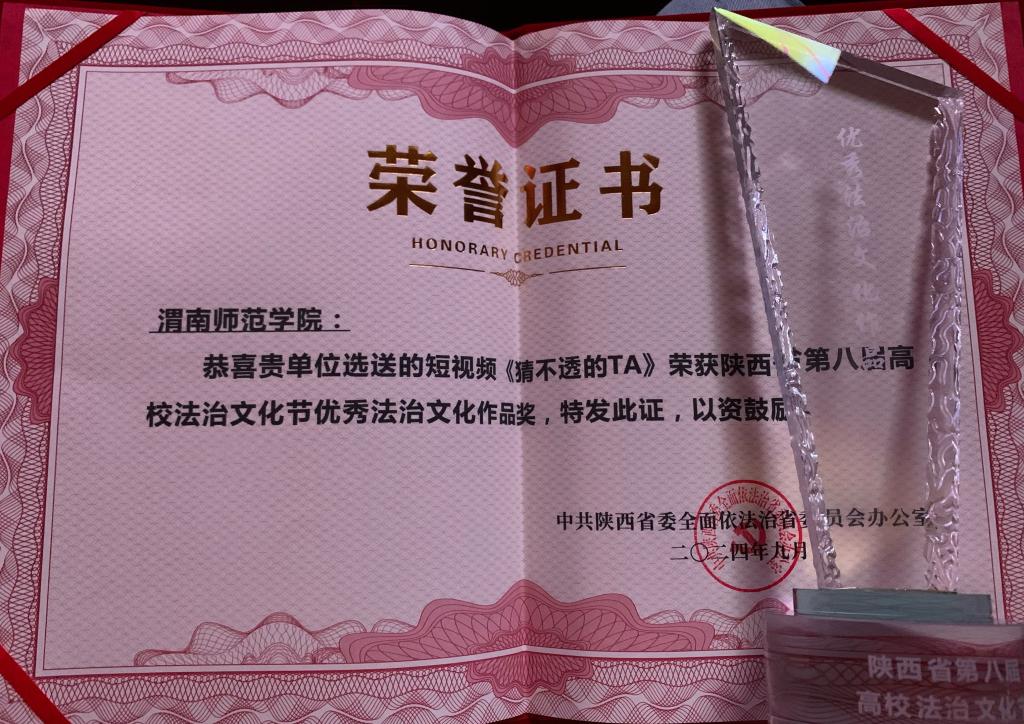 荣誉证书
HONORARY CREDENTIAL
渭南师范学院：
恭喜贵单位选送的短视频《猜不透的TA》荣获陕西省第八届高
校法治文化节优秀法治文化作品奖，特发此证，以资鼓励
中共陕西省委全面依法治省委员会办公室
二〇二四年九月
优秀法治文化作品
陕西省第八届
高校法治文化节